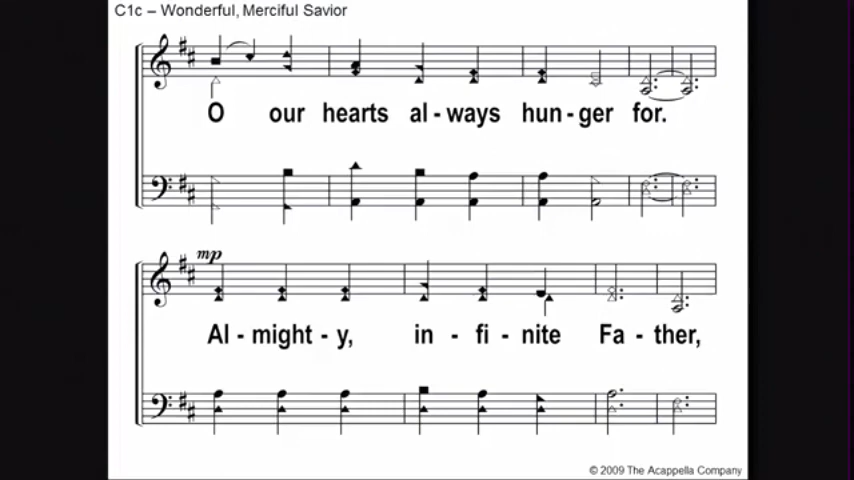 C1c – Wonderful, Merciful Savior
O our hearts al - ways hun - ger for.
mp
Al - might - y, in - fi - nite Fa - ther,
© 2009 The Acappella Company